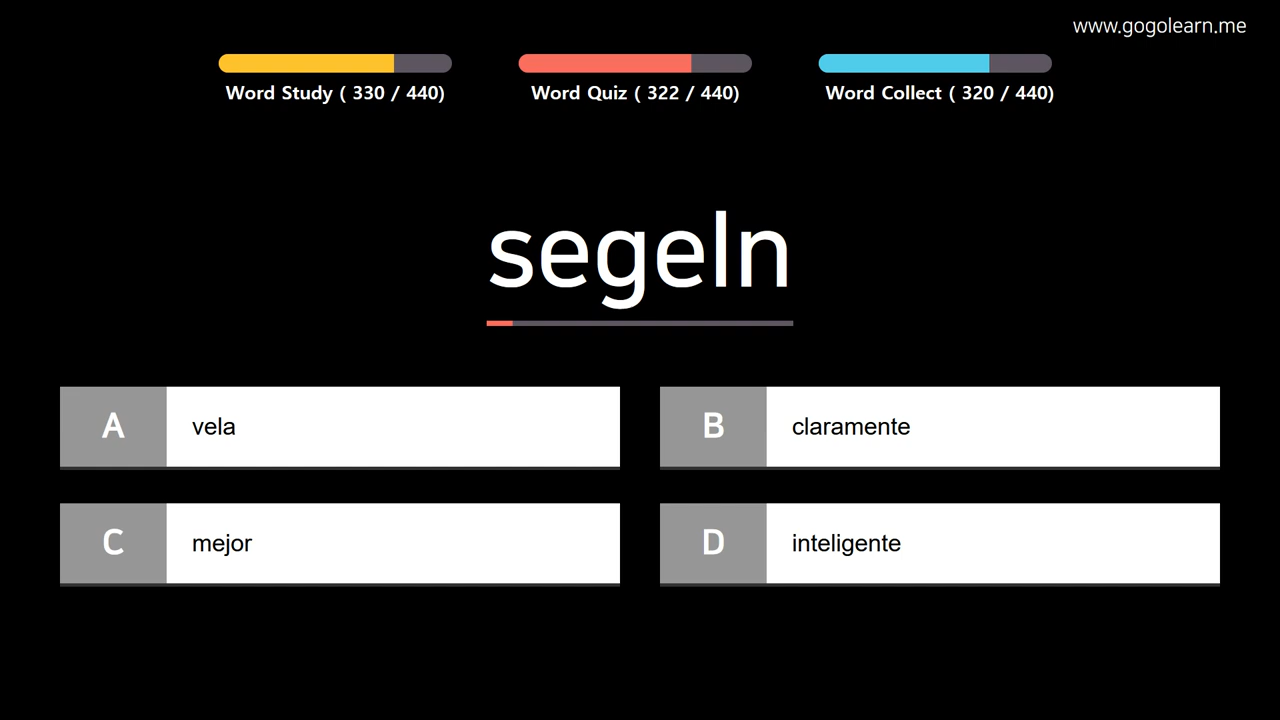 www.gogolearn.me
Word Study ( 330 / 440)
Word Quiz ( 322 / 440)
Word Collect ( 320 / 440)
segeln
A vela
B claramente
C mejor
D inteligente